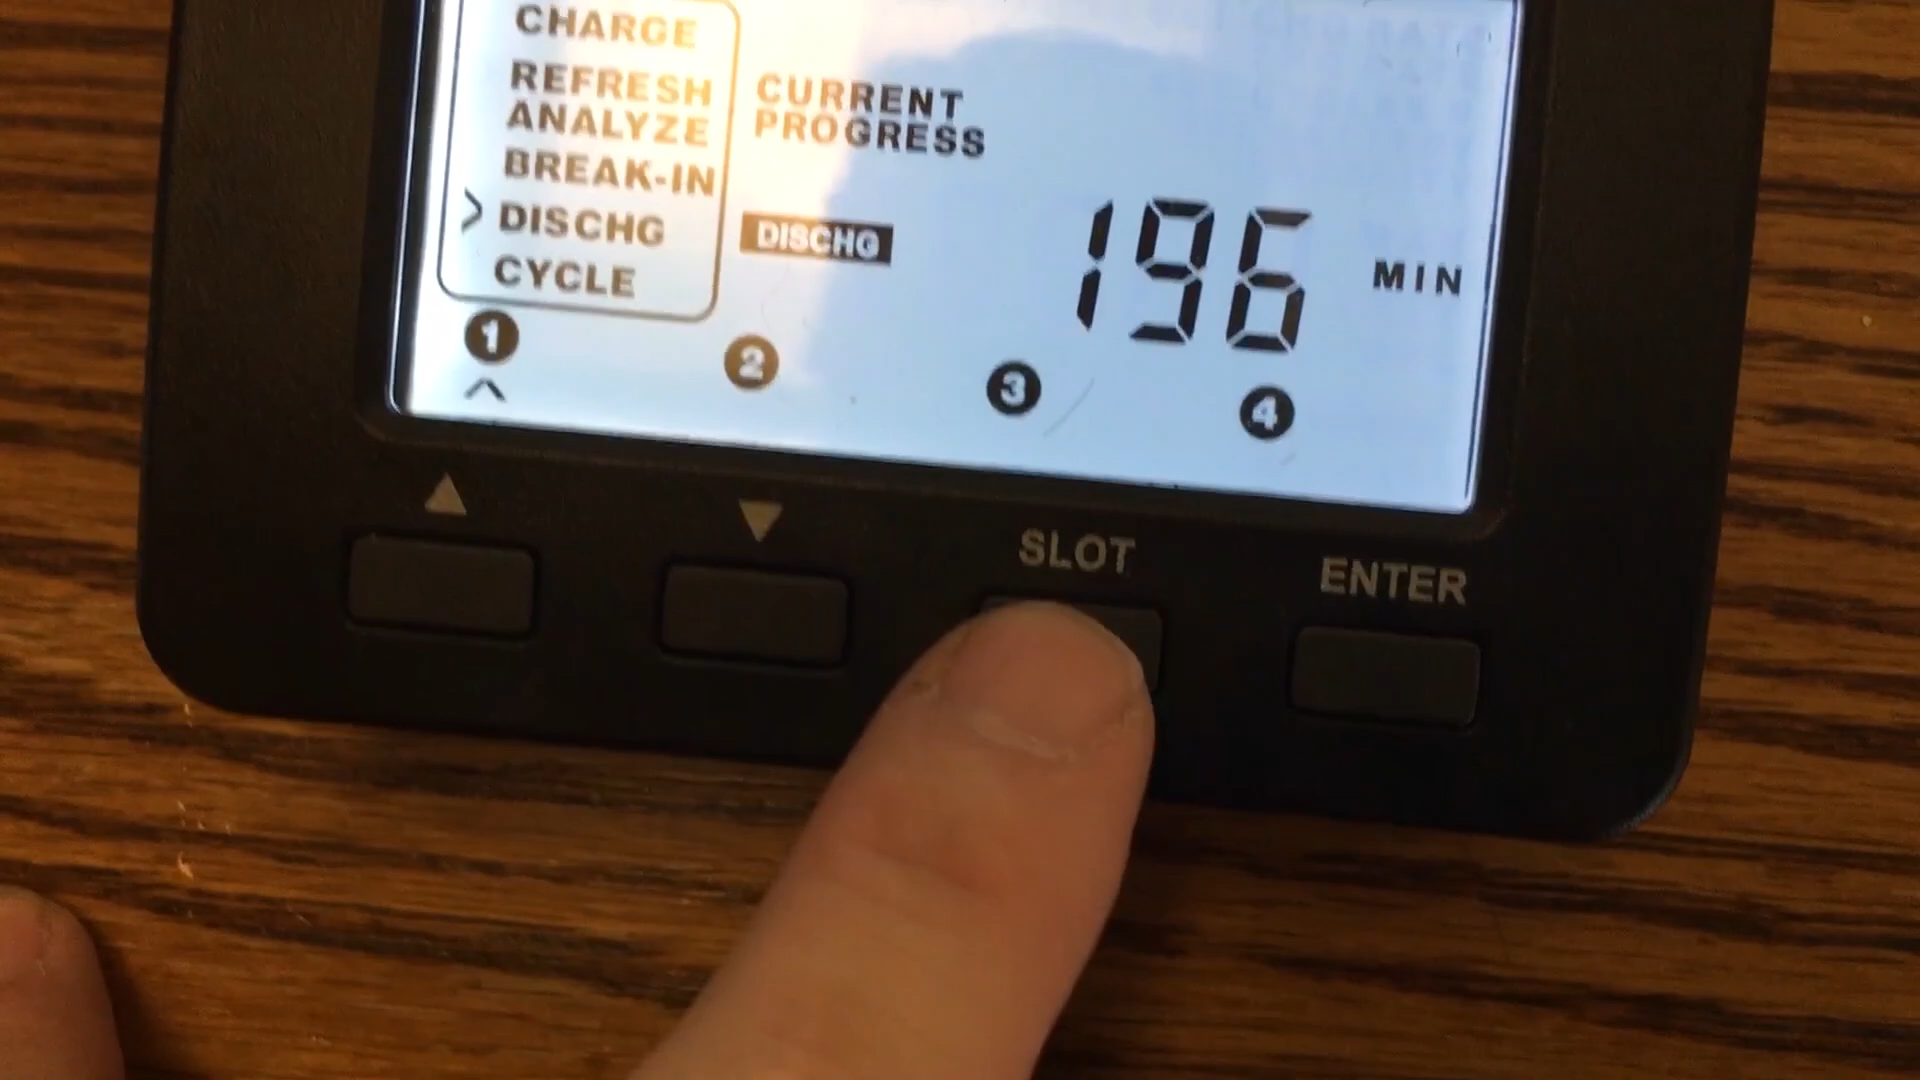 CHARGE
REFRESH
ANALYZE
BREAK-IN
> DISCHG
CYCLE
CURRENT
PROGRESS
DISCHG
196 MIN
1 2 3 4
^
▲ ▼ SLOT ENTER